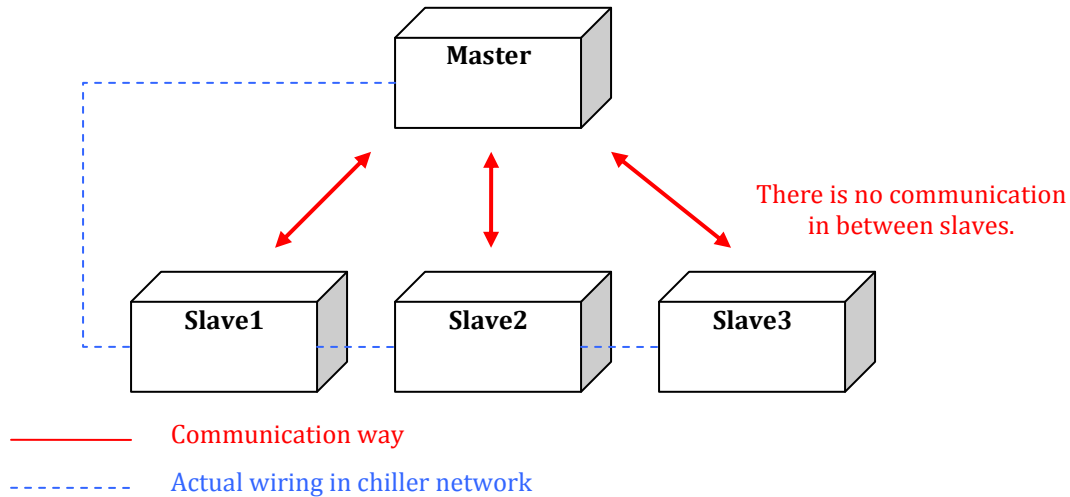 Master
There is no communication
in between slaves.
Slave1
Slave2
Slave3
Communication way
Actual wiring in chiller network